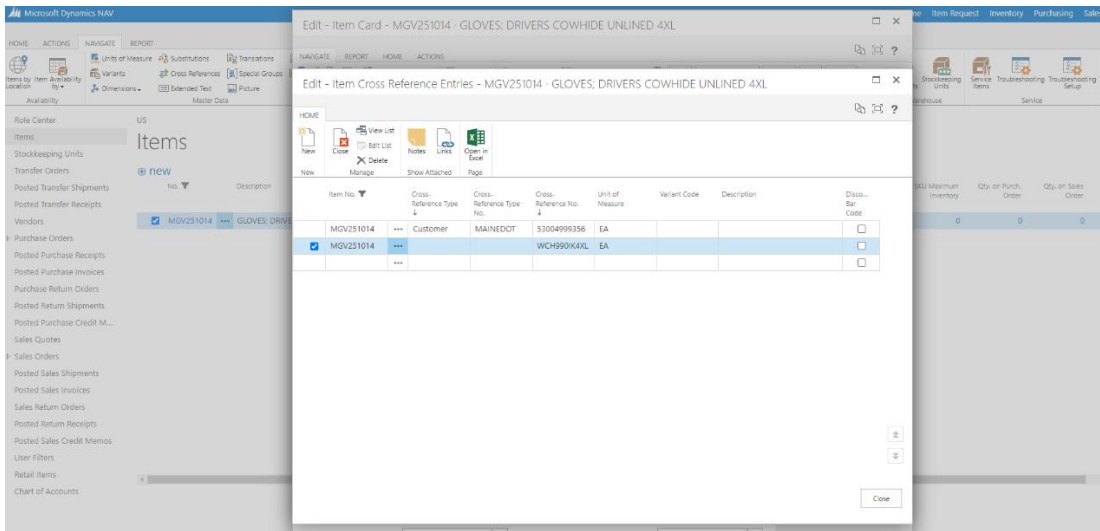 Microsoft Dynamics NAV
Edit - Item Card - MGV251014 · GLOVES; DRIVERS COWHIDE UNLINED 4XL
Item Request Inventory Purchasing Sale
HOME ACTIONS NAVIGATE REPORT
NAVIGATE REPORT HOME ACTIONS
Items by Location
Item Availability by
Units of Measure
Variants
Dimensions
Substitutions
Cross References
Extended Text
Translations
Special Groups
Picture
Availability
Master Data
Stockkeeping Units
Service Items
Troubleshooting
Troubleshooting Setup
Service
Edit - Item Cross Reference Entries - MGV251014 · GLOVES; DRIVERS COWHIDE UNLINED 4XL
HOME
New
Close
View List
Edit List
Delete
Notes
Links
Open in Excel
New Manage Show Attached Page
Item No. Cross-Reference Type Cross-Reference Type No. Cross-Reference No. Unit of Measure Variant Code Description Disco... Bar Code
MGV251014 Customer MAINEDOT 53004999356 EA
MGV251014 WCH990IK4XL EA
Close
Role Center
Items
Stockkeeping Units
Transfer Orders
Posted Transfer Shipments
Posted Transfer Receipts
Vendors
Purchase Orders
Posted Purchase Receipts
Posted Purchase Invoices
Purchase Return Orders
Posted Return Shipments
Posted Purchase Credit M...
Sales Quotes
Sales Orders
Posted Sales Shipments
Posted Sales Invoices
Sales Return Orders
Posted Return Receipts
Posted Sales Credit Memos
User Filters
Retail Items
Chart of Accounts
US
Items
new
No. Description
MGV251014 GLOVES; DRIVE
SKU Maximum Inventory Qty. on Purch. Order Qty. on Sales Order
0 0 0